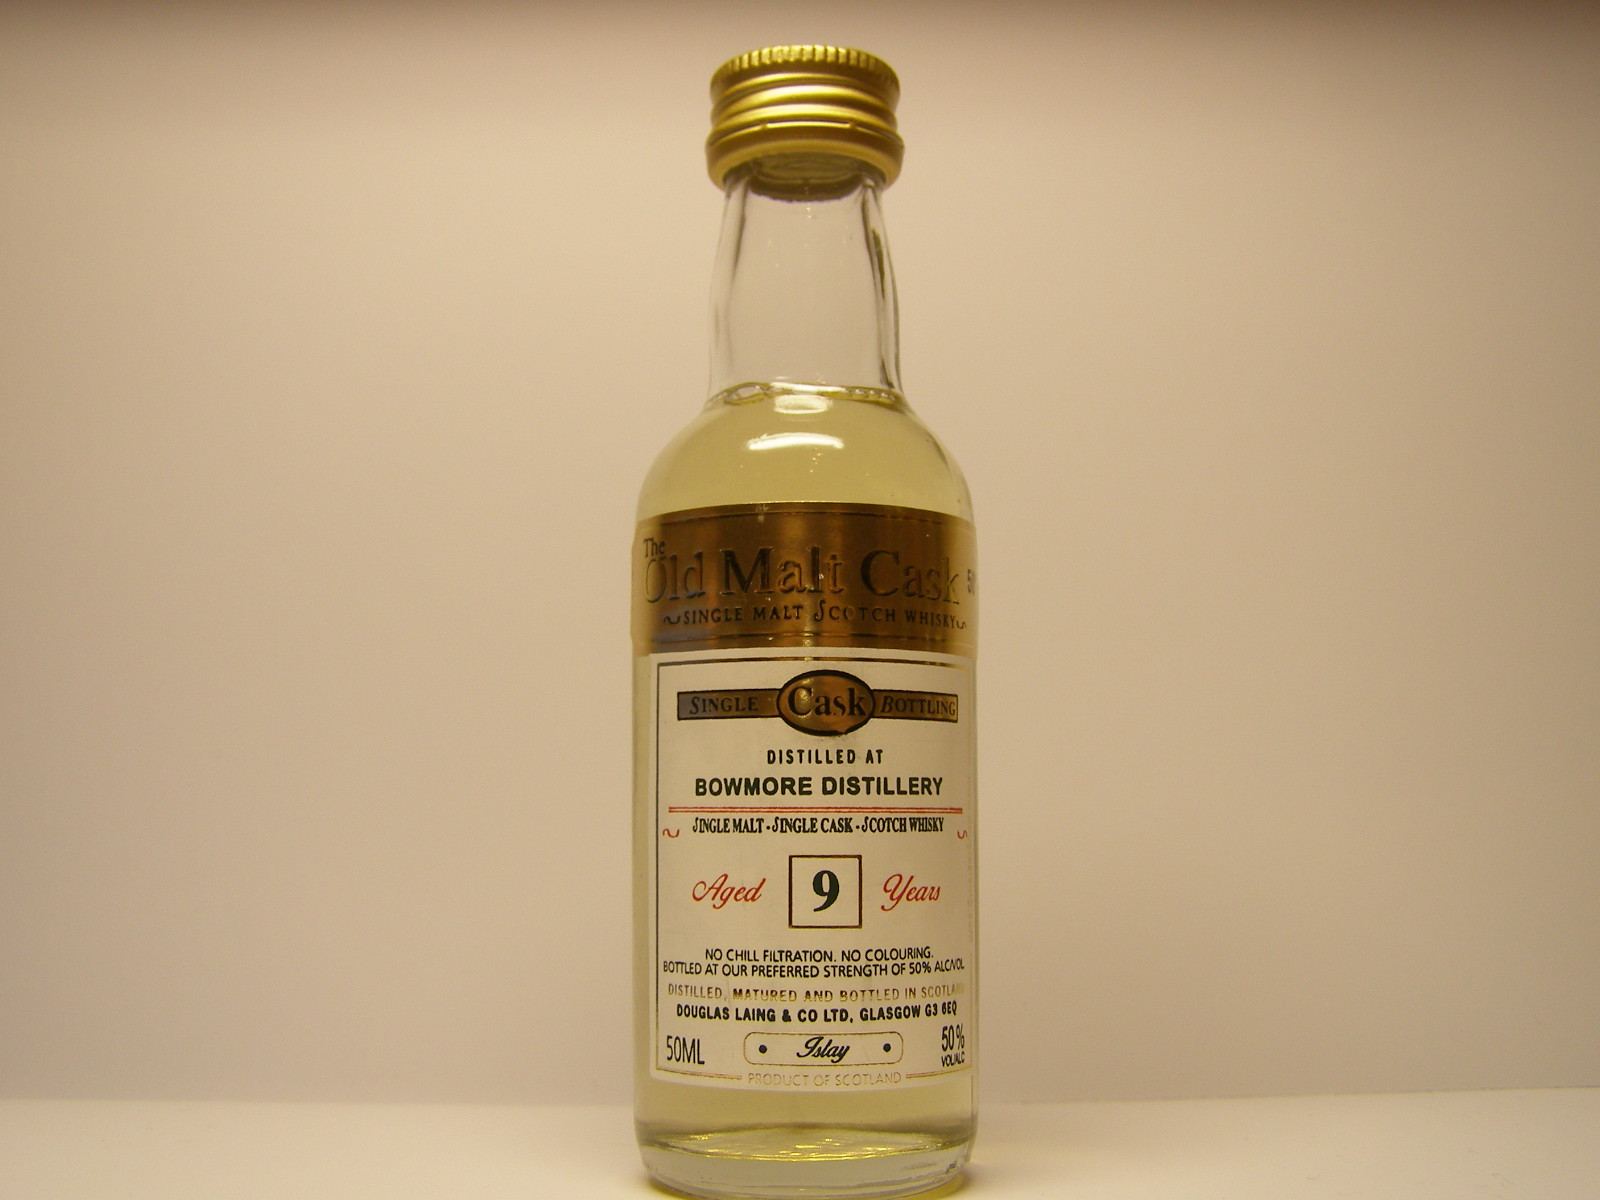 The
Old Malt Cask
SINGLE MALT SCOTCH WHISKY
SINGLE Cask BOTTLING
DISTILLED AT
BOWMORE DISTILLERY
SINGLE MALT - SINGLE CASK - SCOTCH WHISKY
Aged 9 Years
NO CHILL FILTRATION. NO COLOURING.
BOTTLED AT OUR PREFERRED STRENGTH OF 50% ALC/VOL
DISTILLED, MATURED AND BOTTLED IN SCOTLAND
DOUGLAS LAING & CO LTD, GLASGOW G3 6EQ
50ML • Islay • 50%
VOL/ALC
PRODUCT OF SCOTLAND